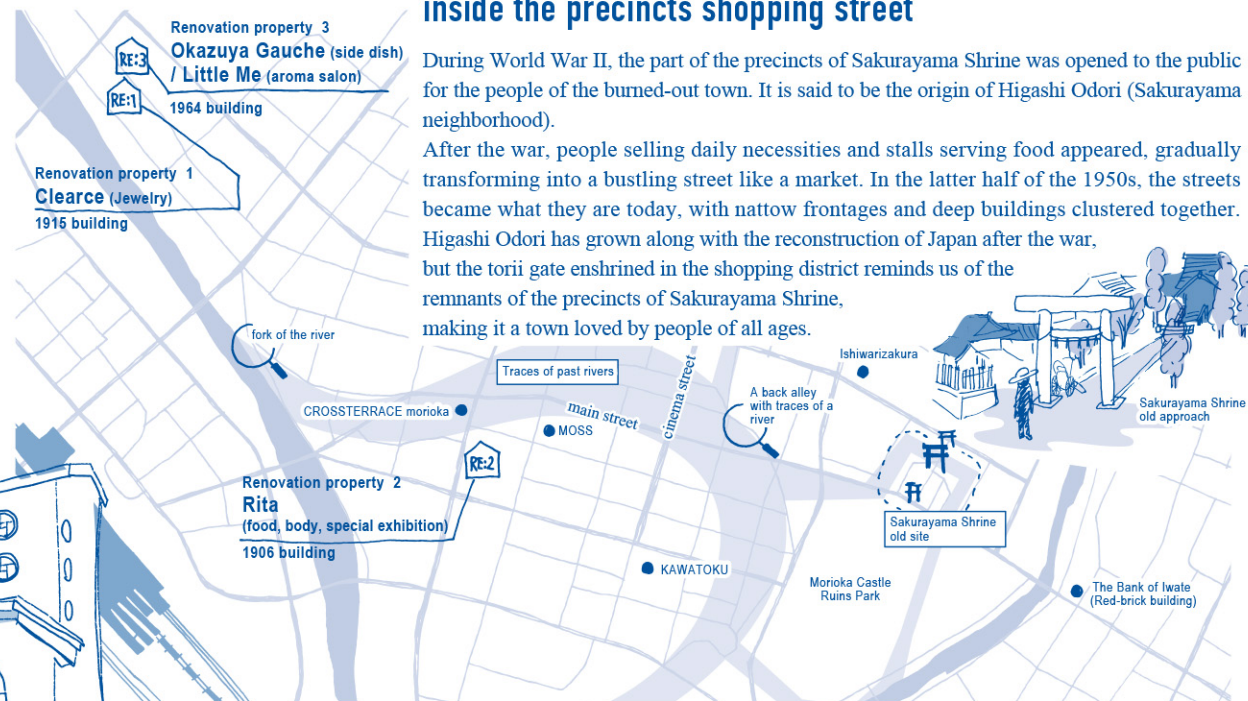 inside the precincts shopping street
During World War II, the part of the precincts of Sakurayama Shrine was opened to the public
for the people of the burned-out town. It is said to be the origin of Higashi Odori (Sakurayama
neighborhood).
After the war, people selling daily necessities and stalls serving food appeared, gradually
transforming into a bustling street like a market. In the latter half of the 1950s, the streets
became what they are today, with nattow frontages and deep buildings clustered together.
Higashi Odori has grown along with the reconstruction of Japan after the war,
but the torii gate enshrined in the shopping district reminds us of the
remnants of the precincts of Sakurayama Shrine,
making it a town loved by people of all ages.
Renovation property 3
Okazuya Gauche (side dish)
/ Little Me (aroma salon)
1964 building
RE:3
RE:1
Renovation property 1
Clearce (Jewelry)
1915 building
fork of the river
Traces of past rivers
CROSSTERRACE morioka
main street
MOSS
cinema street
A back alley
with traces of a
river
Ishiwarizakura
Sakurayama Shrine
old approach
RE:2
Renovation property 2
Rita
(food, body, special exhibition)
1906 building
Sakurayama Shrine
old site
KAWATOKU
Morioka Castle
Ruins Park
The Bank of Iwate
(Red-brick building)